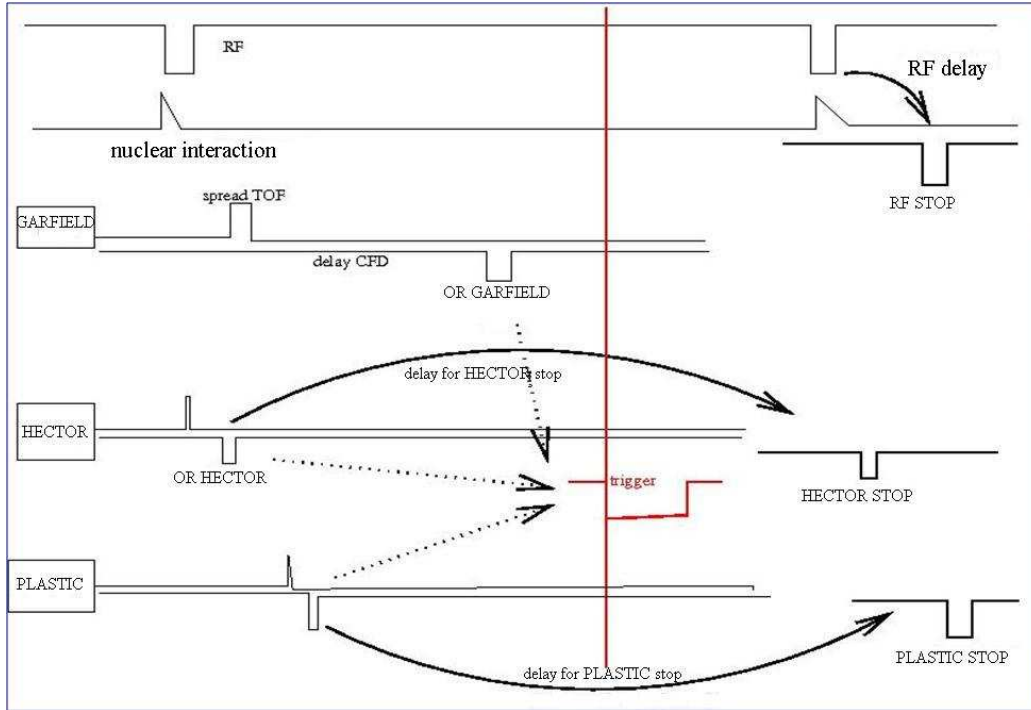 RF
RF delay
nuclear interaction
spread TOF
RF STOP
GARFIELD
delay CFD
OR GARFIELD
delay for HECTOR stop
HECTOR
OR HECTOR
trigger
HECTOR STOP
PLASTIC
delay for PLASTIC stop
PLASTIC STOP